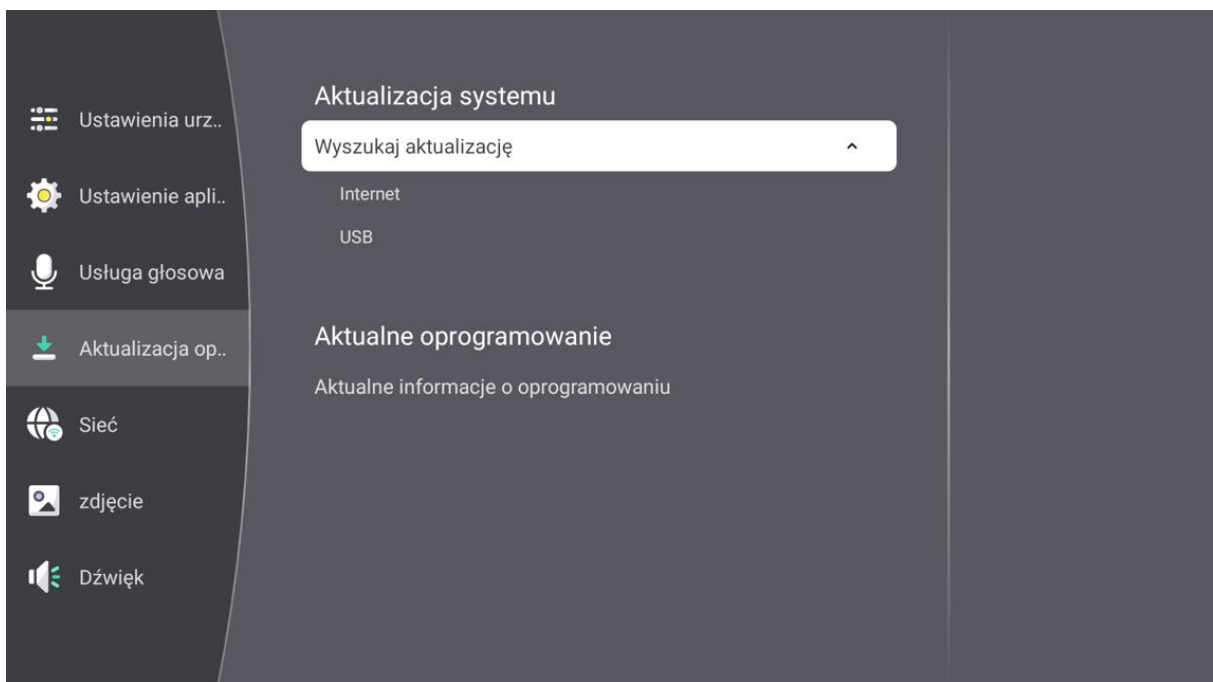 Ustawienia urz..
Ustawienie apli..
Usługa głosowa
Aktualizacja op..
Sieć
zdjęcie
Dźwięk
Aktualizacja systemu
Wyszukaj aktualizację
Internet
USB
Aktualne oprogramowanie
Aktualne informacje o oprogramowaniu